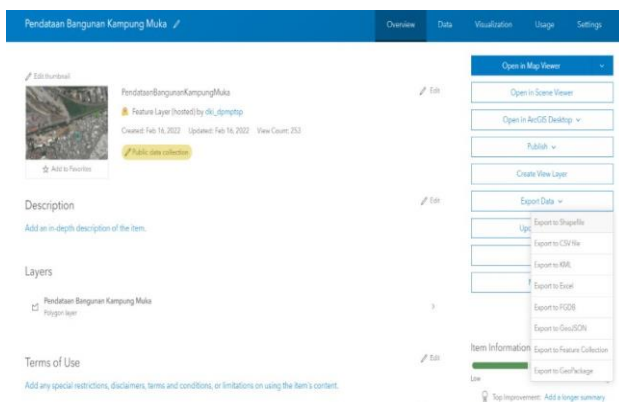 Pendataan Bangunan Kampung Muka
Overview
Data
Visualization
Usage
Settings
Edit thumbnail
Add to Favorites
PendataanBangunanKampungMuka
Edit
Feature Layer (hosted) by dki_dpmptsp
Created: Feb 16, 2022 Updated: Feb 16, 2022 View Count: 253
Public data collection
Description
Edit
Add an in-depth description of the item.
Layers
Pendataan Bangunan Kampung Muka
Polygon layer
Terms of Use
Edit
Add any special restrictions, disclaimers, terms and conditions, or limitations on using the item's content.
Open in Map Viewer
Open in Scene Viewer
Open in ArcGIS Desktop
Publish
Create View Layer
Export Data
Export to Shapefile
Export to CSV file
Export to KML
Export to Excel
Export to FGDB
Export to GeoJSON
Export to Feature Collection
Export to GeoPackage
Item Information
Low
Top Improvement: Add a longer summary